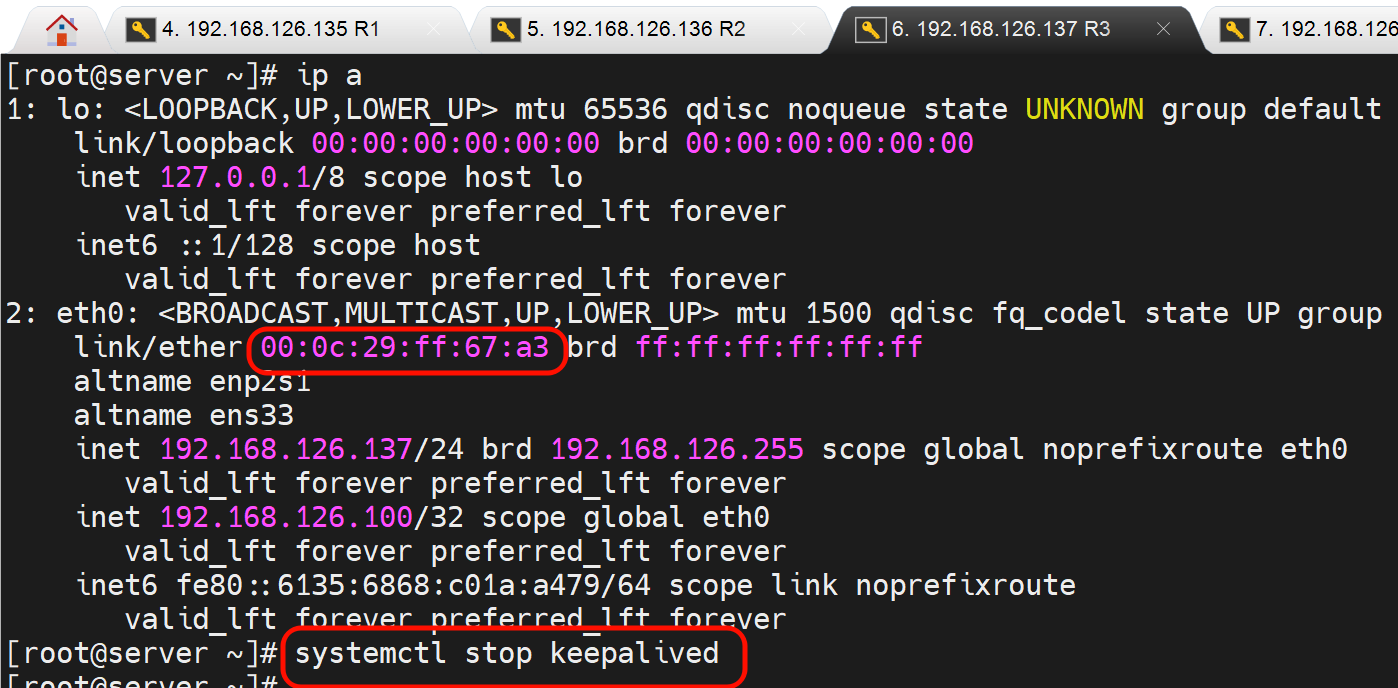 4. 192.168.126.135 R1
5. 192.168.126.136 R2
6. 192.168.126.137 R3
7. 192.168.126
[root@server ~]# ip a
1: lo: <LOOPBACK,UP,LOWER_UP> mtu 65536 qdisc noqueue state UNKNOWN group default
link/loopback 00:00:00:00:00:00 brd 00:00:00:00:00:00
inet 127.0.0.1/8 scope host lo
valid_lft forever preferred_lft forever
inet6 ::1/128 scope host
valid_lft forever preferred_lft forever
2: eth0: <BROADCAST,MULTICAST,UP,LOWER_UP> mtu 1500 qdisc fq_codel state UP group
link/ether 00:0c:29:ff:67:a3 brd ff:ff:ff:ff:ff:ff
altname enp2s1
altname ens33
inet 192.168.126.137/24 brd 192.168.126.255 scope global noprefixroute eth0
valid_lft forever preferred_lft forever
inet 192.168.126.100/32 scope global eth0
valid_lft forever preferred_lft forever
inet6 fe80::6135:6868:c01a:a479/64 scope link noprefixroute
valid_lft forever preferred_lft forever
[root@server ~]# systemctl stop keepalived
[root@server ~]#